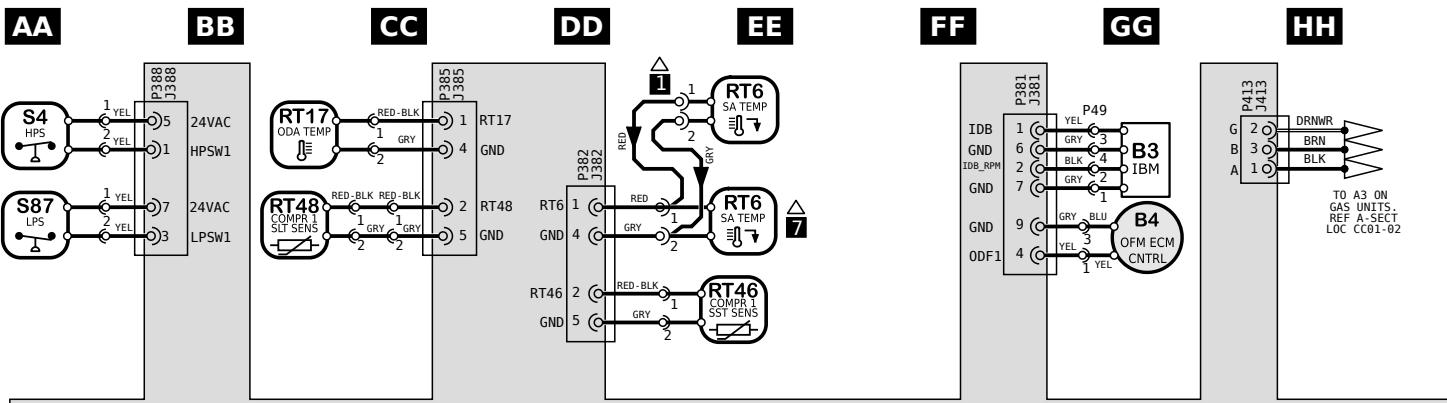 AA BB CC DD EE FF GG HH
P388
J388
S4
HPS
1 YEL 5 24VAC
2 YEL 1 HPSW1
S87
LPS
1 YEL 7 24VAC
2 YEL 3 LPSW1
RT17
ODA TEMP
P385
J385
RED-BLK 1 1 RT17
GRY 2 4 GND
RT48
COMPR 1
SLT SENS
RED-BLK RED-BLK 1 1 2 RT48
GRY GRY 2 2 5 GND
1
RT6
SA TEMP
1
2
RED
GRY
P382
J382
RT6 1 RED 1
GND 4 GRY 2
RT6
SA TEMP
7
RT46 2 RED-BLK 1
GND 5 GRY 2
RT46
COMPR 1
SST SENS
P381
J381
P49
IDB 1 YEL 3
GND 6 GRY 4
IDB_RPM 2 BLK 2
GND 7 GRY 1
B3
IBM
GND 9 GRY BLU 3
ODF1 4 YEL 1 YEL
B4
OFM ECM
CNTRL
P413
J413
G 2 DRNWR
B 3 BRN
A 1 BLK
TO A3 ON
GAS UNITS.
REF A-SECT
LOC CC01-02